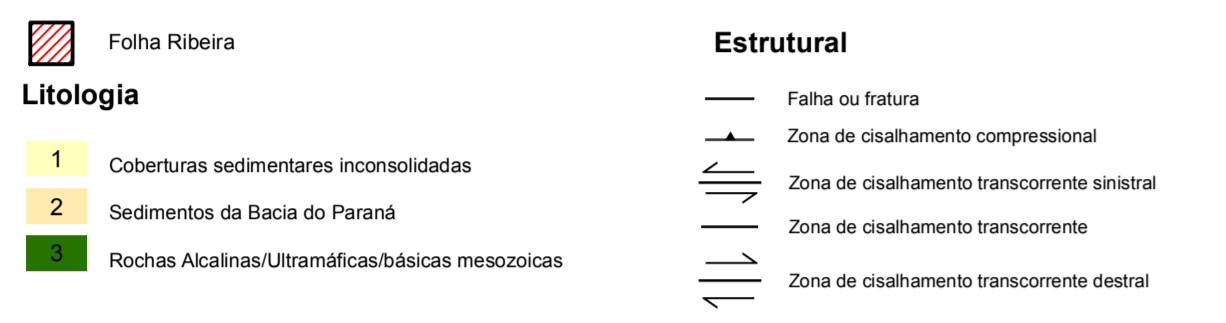 Folha Ribeira
Litologia
1 Coberturas sedimentares inconsolidadas
2 Sedimentos da Bacia do Paraná
3 Rochas Alcalinas/Ultramáficas/básicas mesozoicas
Estrutural
Falha ou fratura
Zona de cisalhamento compressional
Zona de cisalhamento transcorrente sinistral
Zona de cisalhamento transcorrente
Zona de cisalhamento transcorrente destral